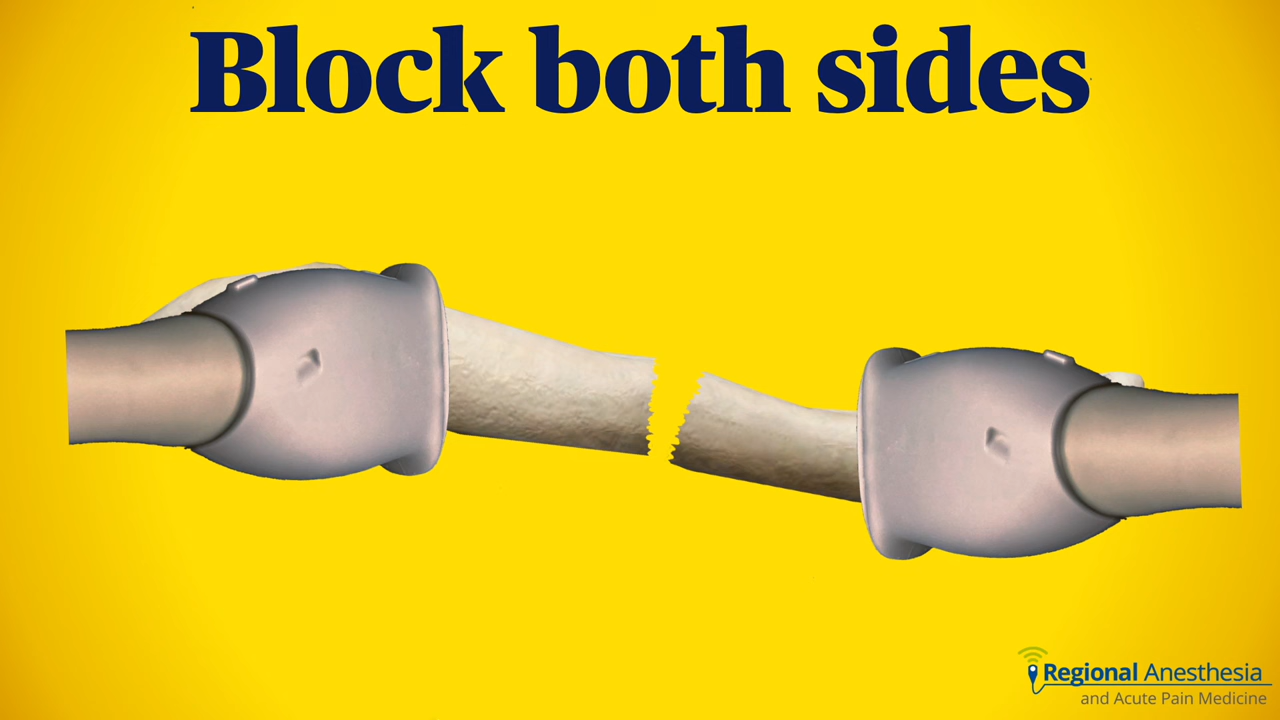 Block both sides
Regional Anesthesia
and Acute Pain Medicine